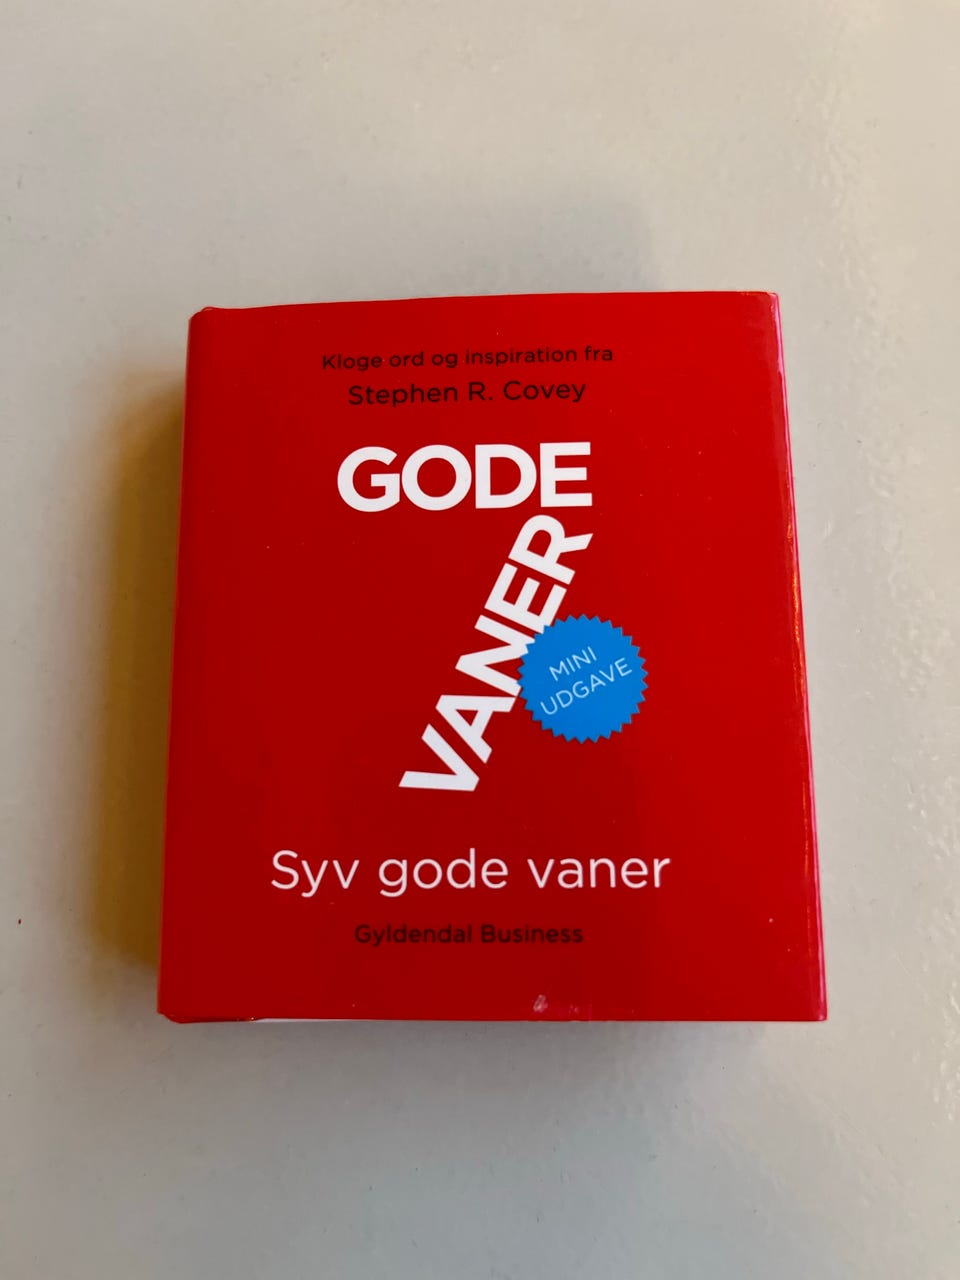 Kloge ord og inspiration fra
Stephen R. Covey
GODE
VANER
MINI
UDGAVE
Syv gode vaner
Gyldendal Business